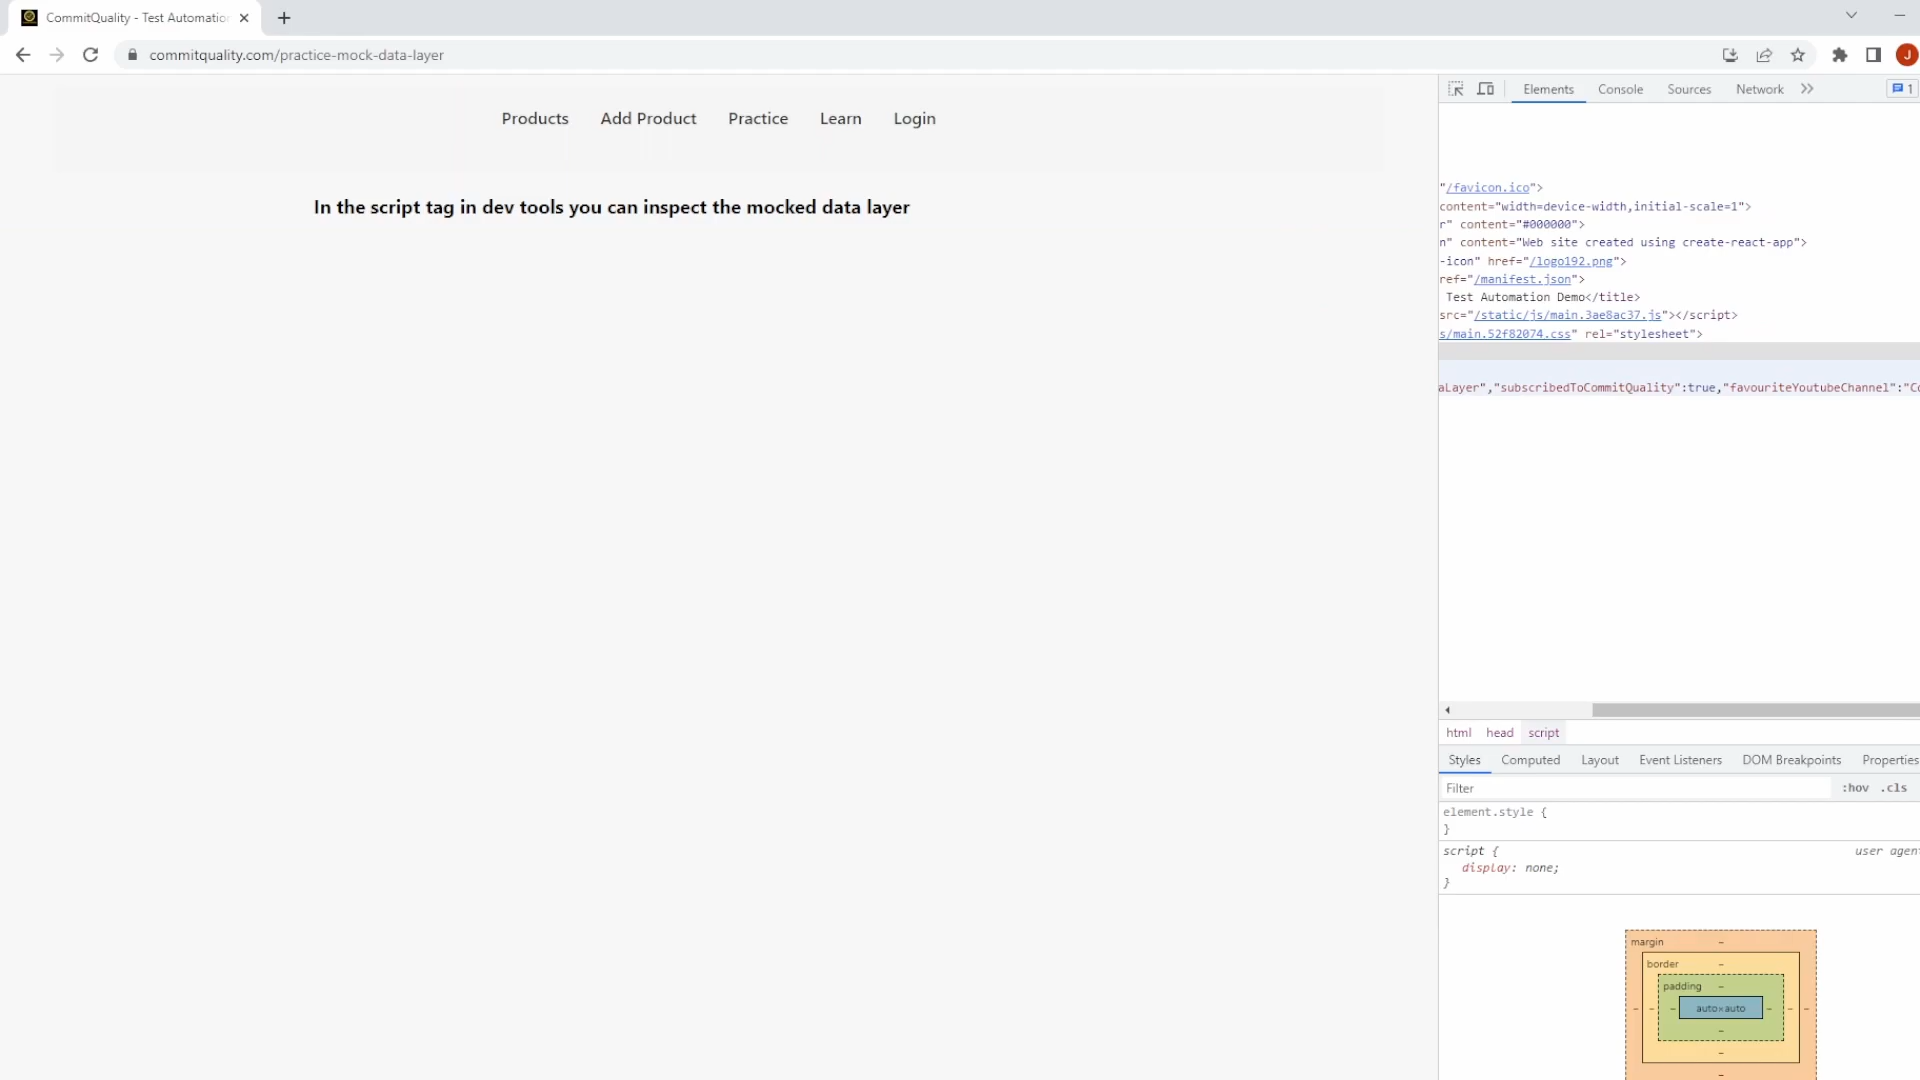 CommitQuality - Test Automation
commitquality.com/practice-mock-data-layer
J
Products Add Product Practice Learn Login
In the script tag in dev tools you can inspect the mocked data layer
Elements Console Sources Network 1
"/favicon.ico">
content="width=device-width,initial-scale=1">
r" content="#000000">
n" content="Web site created using create-react-app">
-icon" href="/logo192.png">
ref="/manifest.json">
Test Automation Demo</title>
src="/static/js/main.3ae8ac37.js"></script>
s/main.52f82074.css" rel="stylesheet">
aLayer","subscribedToCommitQuality":true,"favouriteYoutubeChannel":"Co
html head script
Styles Computed Layout Event Listeners DOM Breakpoints Properties
Filter :hov .cls
element.style {
}
script { user agent
display: none;
}
margin –
border –
padding –
– – – auto×auto – – –
–
–
–